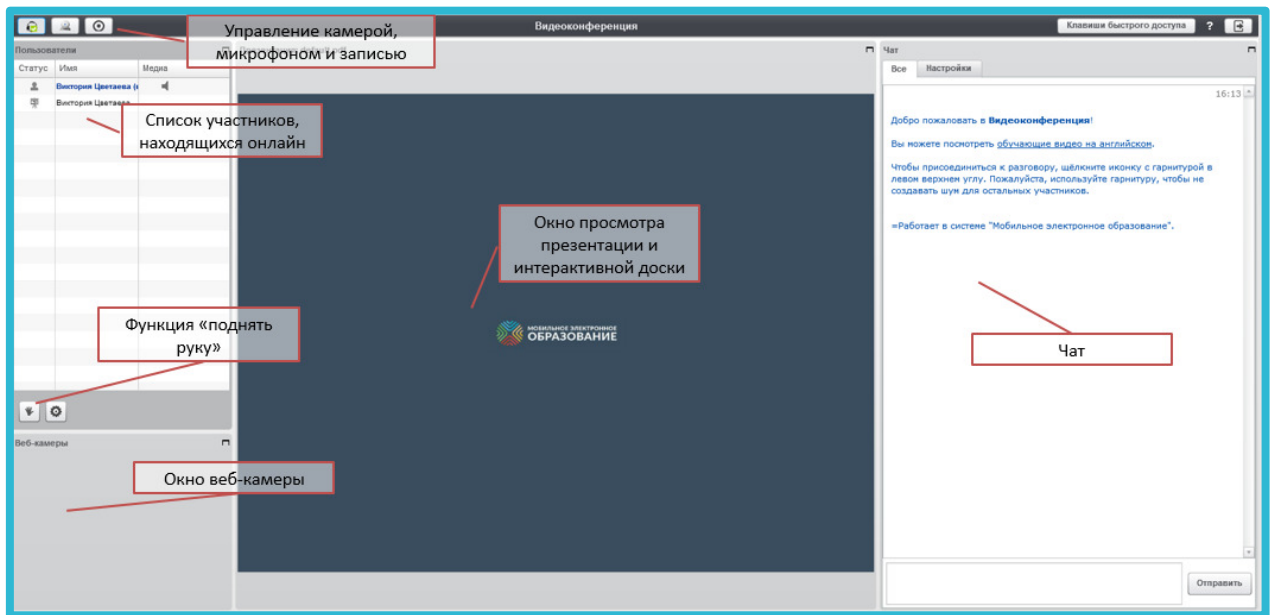 Видеоконференция
Клавиши быстрого доступа
?
Управление камерой,
микрофоном и записью
Пользователи
Статус Имя Медиа
Виктория Цветаева
Виктория Цветаева
Список участников,
находящихся онлайн
Функция «поднять
руку»
Веб-камеры
Окно веб-камеры
Окно просмотра
презентации и
интерактивной доски
МОБИЛЬНОЕ ЭЛЕКТРОННОЕ
ОБРАЗОВАНИЕ
Чат
Все Настройки
16:13
Добро пожаловать в Видеоконференция!
Вы можете посмотреть обучающие видео на английском.
Чтобы присоединиться к разговору, щёлкните иконку с гарнитурой в
левом верхнем углу. Пожалуйста, используйте гарнитуру, чтобы не
создавать шум для остальных участников.
=Работает в системе "Мобильное электронное образование".
Чат
Отправить